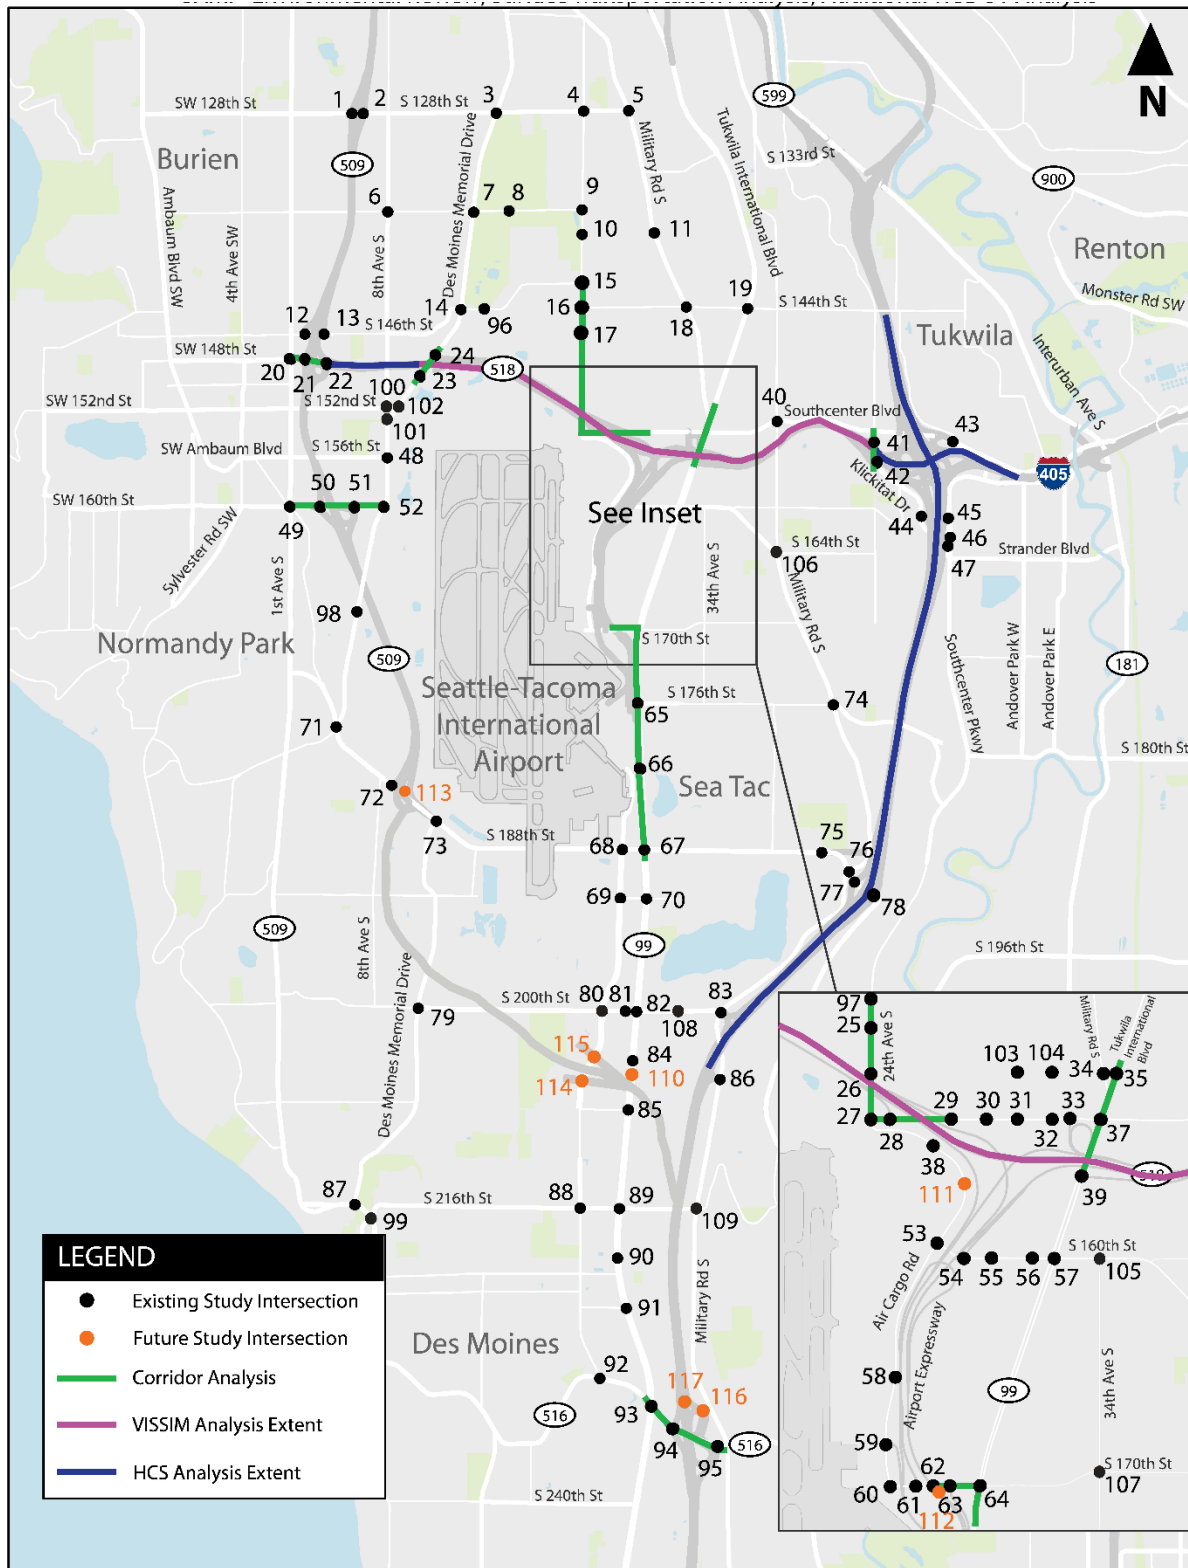 SAMP Environmental Review, Surface Transportation Analysis, Additional Web of Analysis
N
SW 128th St
1
2
S 128th St
3
4
5
599
Burien
509
Military Rd S
Tukwila International Blvd
S 133rd St
900
Ambaum Blvd SW
4th Ave SW
6
8th Ave S
7
8
Des Moines Memorial Drive
9
10
11
Renton
Monster Rd SW
15
14
96
16
17
18
19
S 144th St
Tukwila
Interurban Ave S
12
13
S 146th St
SW 148th St
20
21
22
24
23
518
SW 152nd St
S 152nd St
100
102
101
40
Southcenter Blvd
41
42
43
405
SW Ambaum Blvd
S 156th St
48
Klickitat Dr
SW 160th St
49
50
51
52
See Inset
44
45
46
47
Strander Blvd
Sylvester Rd SW
1st Ave S
S 164th St
106
34th Ave S
Military Rd S
98
Normandy Park
509
S 170th St
181
Southcenter Pkwy
Andover Park W
Andover Park E
Seattle-Tacoma
International
Airport
S 176th St
65
74
71
66
Sea Tac
S 180th St
72
113
73
S 188th St
68
67
75
76
77
78
69
70
509
99
8th Ave S
S 196th St
Des Moines Memorial Drive
79
S 200th St
80
81
82
108
83
115
114
84
110
85
86
97
25
24th Ave S
26
27
28
29
30
31
32
33
103
104
34
35
Military Rd S
Tukwila
International
Blvd
37
38
111
39
518
87
99
S 216th St
88
89
109
90
91
53
54
55
56
57
S 160th St
105
Air Cargo Rd
Airport Expressway
58
59
99
34th Ave S
60
61
62
63
64
112
S 170th St
107
LEGEND
Existing Study Intersection
Future Study Intersection
Corridor Analysis
VISSIM Analysis Extent
HCS Analysis Extent
Des Moines
Military Rd S
92
516
93
94
95
117
116
516
S 240th St